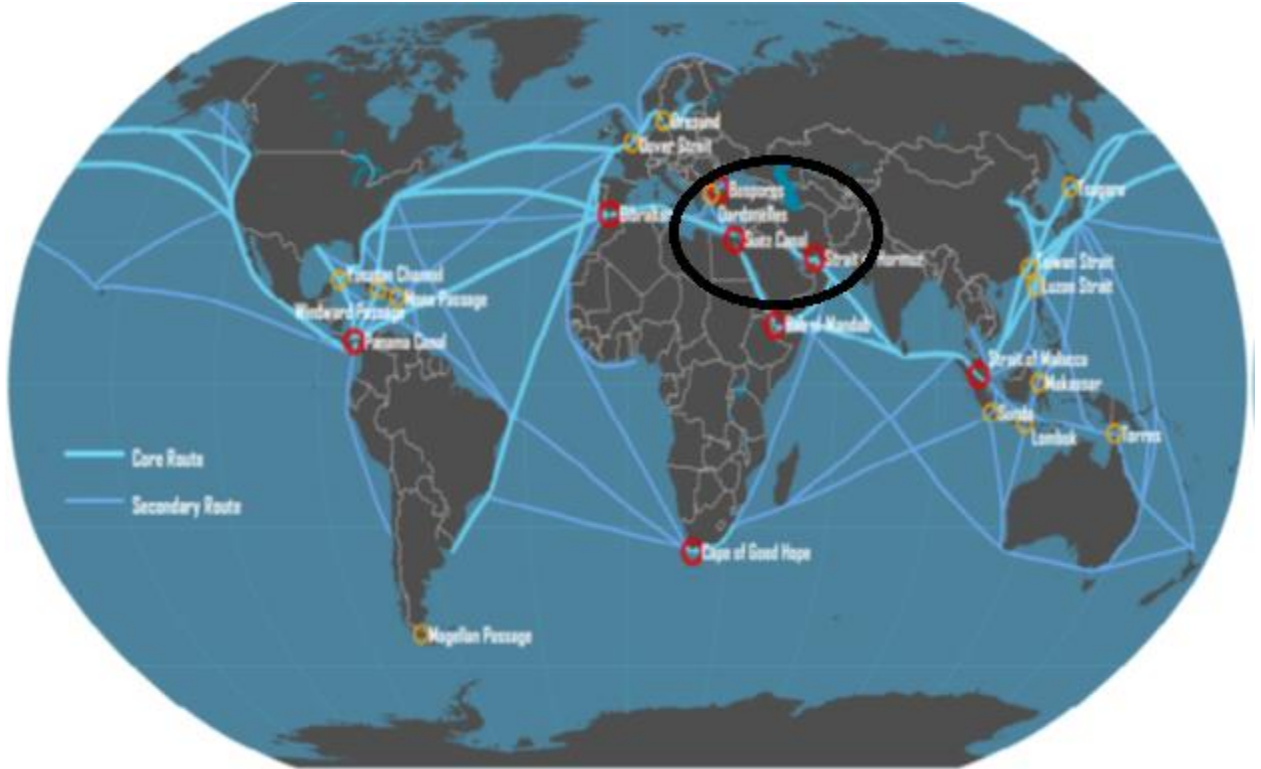 Oresund
Dover Strait
Bosporus
Dardanelles
Gibraltar
Suez Canal
Strait of Hormuz
Tsugaru
Taiwan Strait
Luzon Strait
Yucatan Channel
Mona Passage
Windward Passage
Panama Canal
Bab el-Mandab
Strait of Malacca
Makassar
Sunda
Lombok
Torres
Core Route
Secondary Route
Cape of Good Hope
Magellan Passage